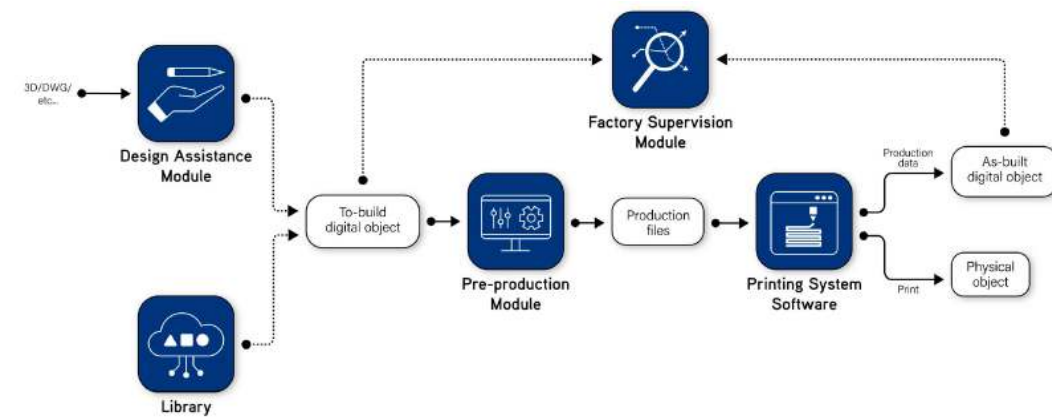 3D/DWG/
etc...
Design Assistance
Module
Library
To-build
digital object
Factory Supervision
Module
Pre-production
Module
Production
files
Printing System
Software
Production
data
As-built
digital object
Print
Physical
object